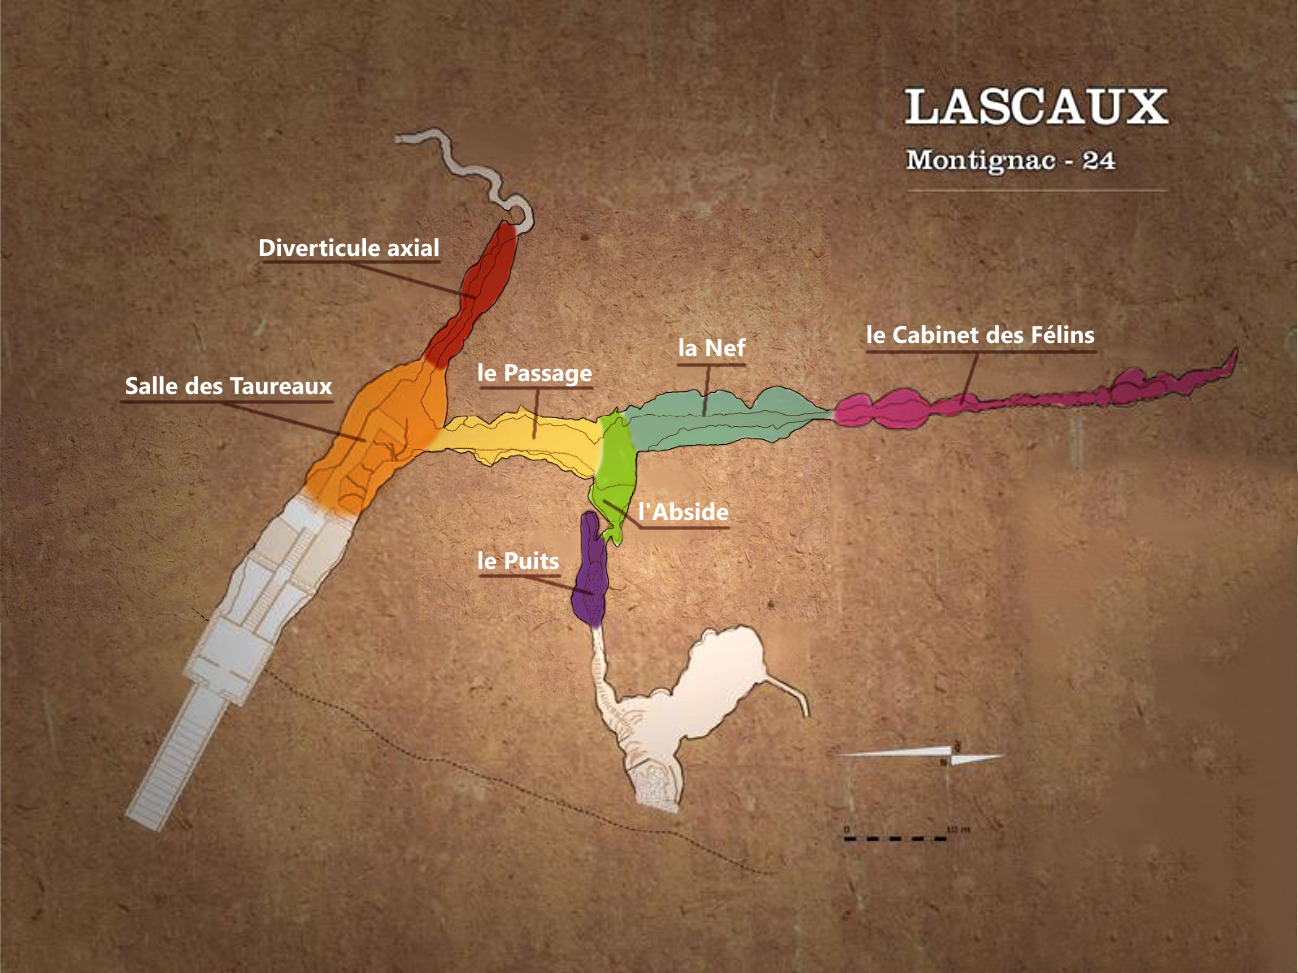 LASCAUX
Montignac - 24
Diverticule axial
le Cabinet des Félins
la Nef
le Passage
Salle des Taureaux
l'Abside
le Puits
N
0 10 m